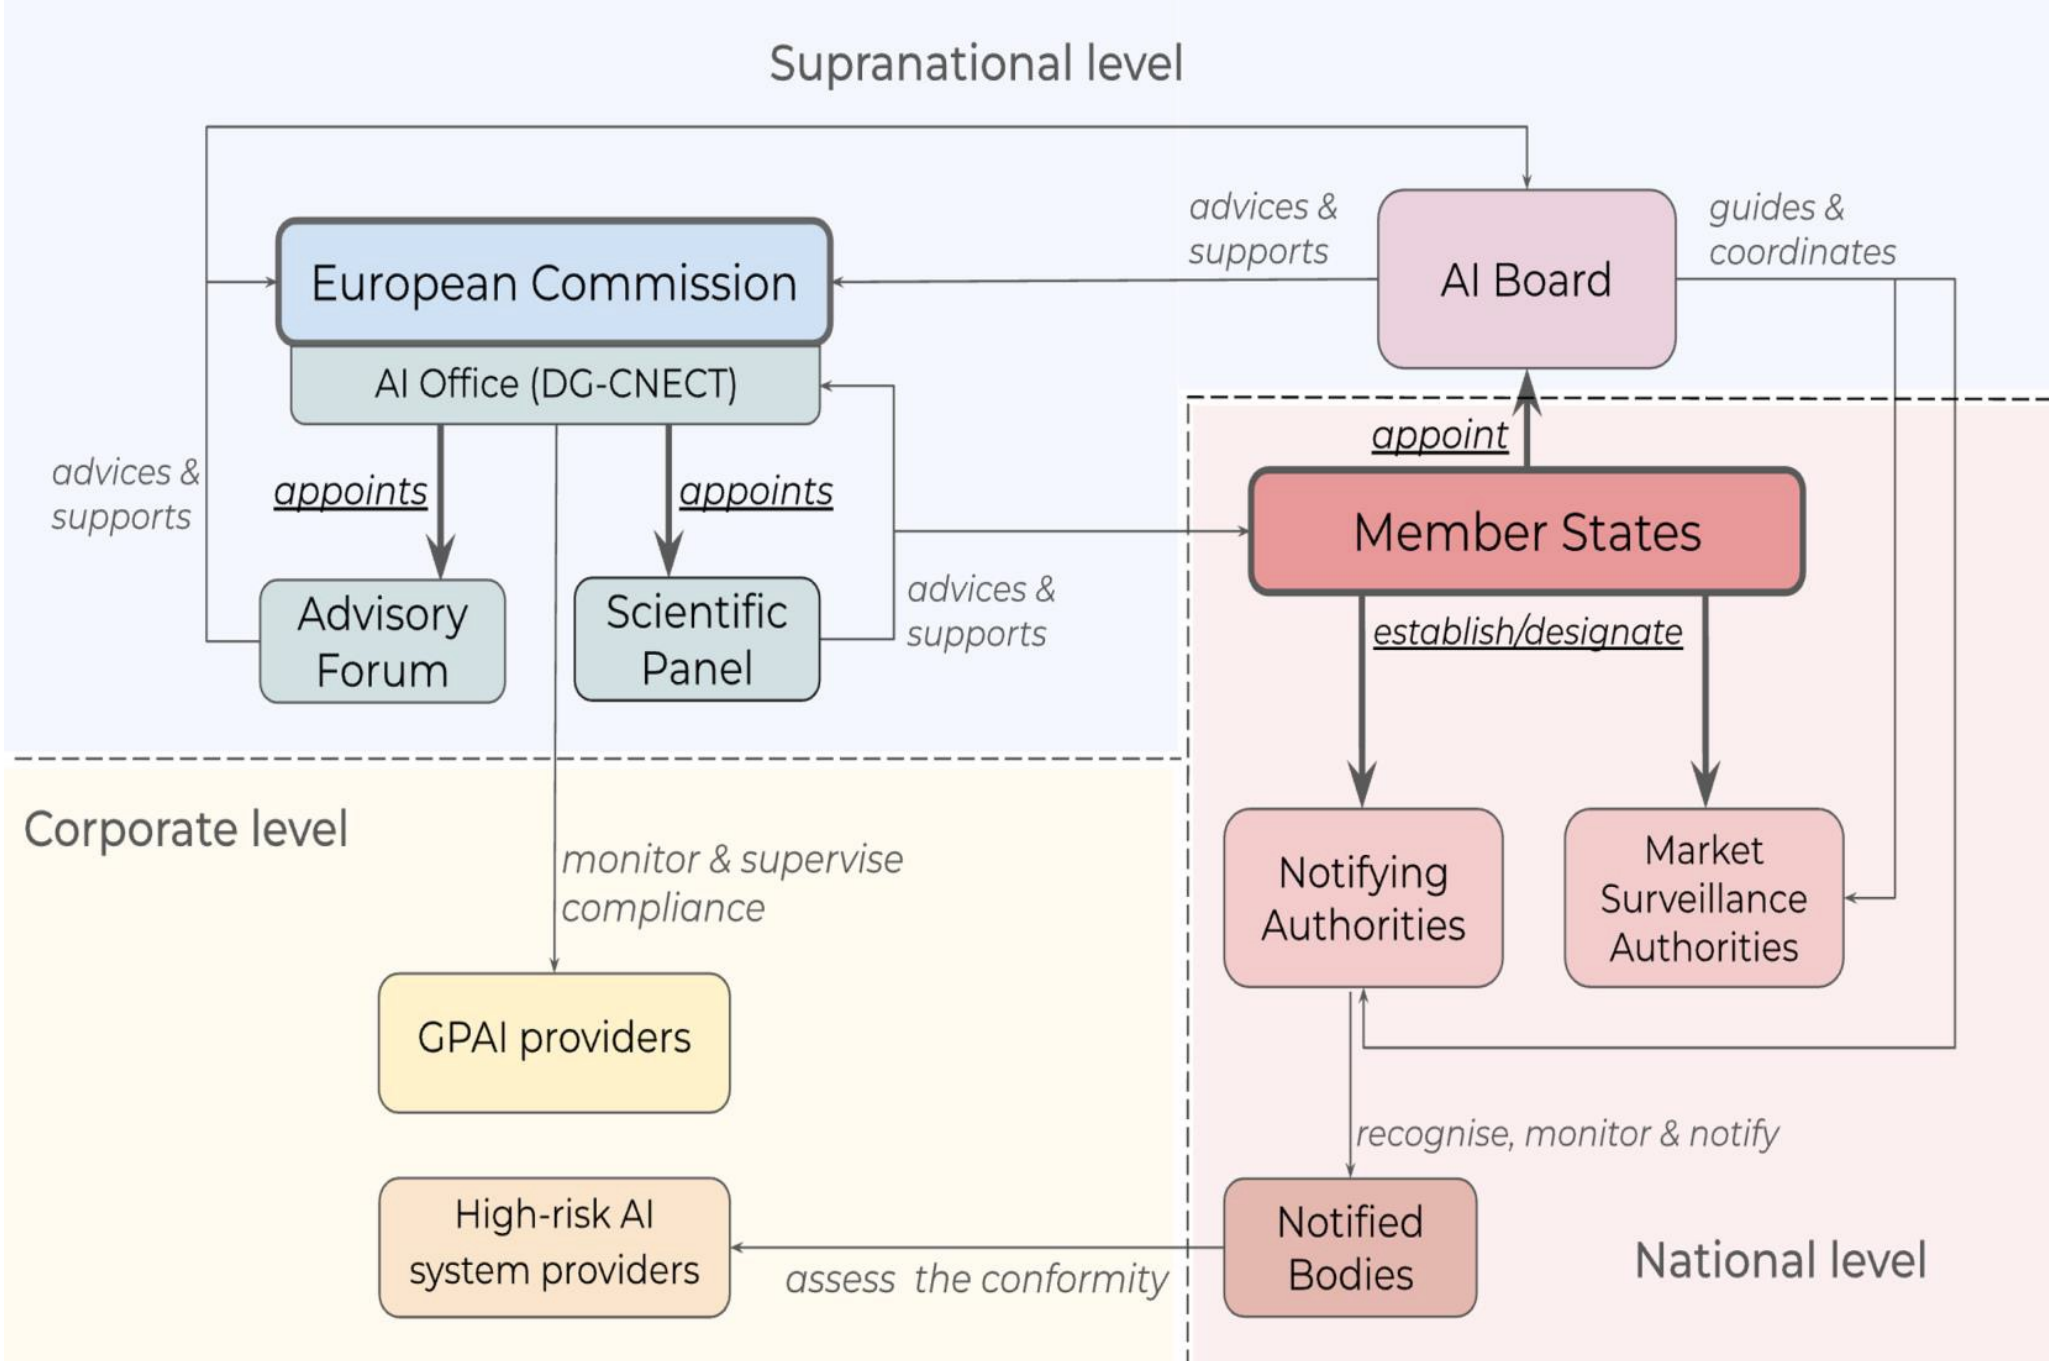 Supranational level
advices &
supports
guides &
coordinates
European Commission
AI Board
AI Office (DG-CNECT)
appoint
advices &
supports
appoints
appoints
Member States
Advisory
Forum
Scientific
Panel
advices &
supports
establish/designate
Corporate level
monitor & supervise
compliance
Notifying
Authorities
Market
Surveillance
Authorities
GPAI providers
recognise, monitor & notify
High-risk AI
system providers
assess the conformity
Notified
Bodies
National level